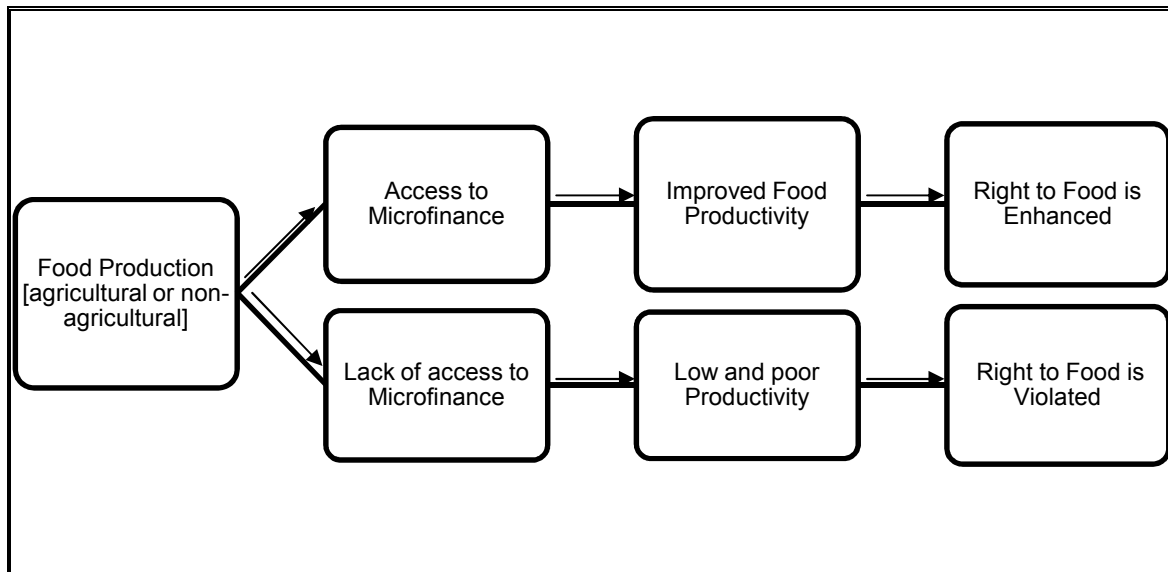 Food Production
[agricultural or non-
agricultural]
Access to
Microfinance
Improved Food
Productivity
Right to Food is
Enhanced
Lack of access to
Microfinance
Low and poor
Productivity
Right to Food is
Violated